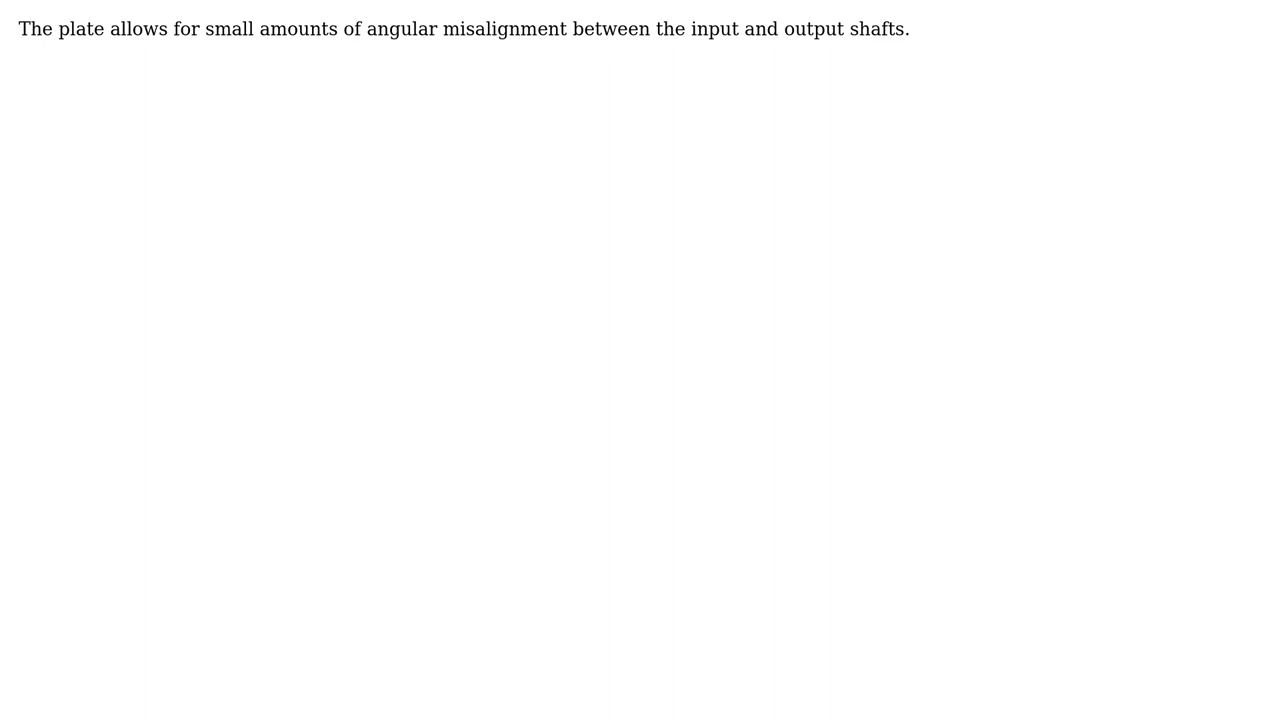 The plate allows for small amounts of angular misalignment between the input and output shafts.